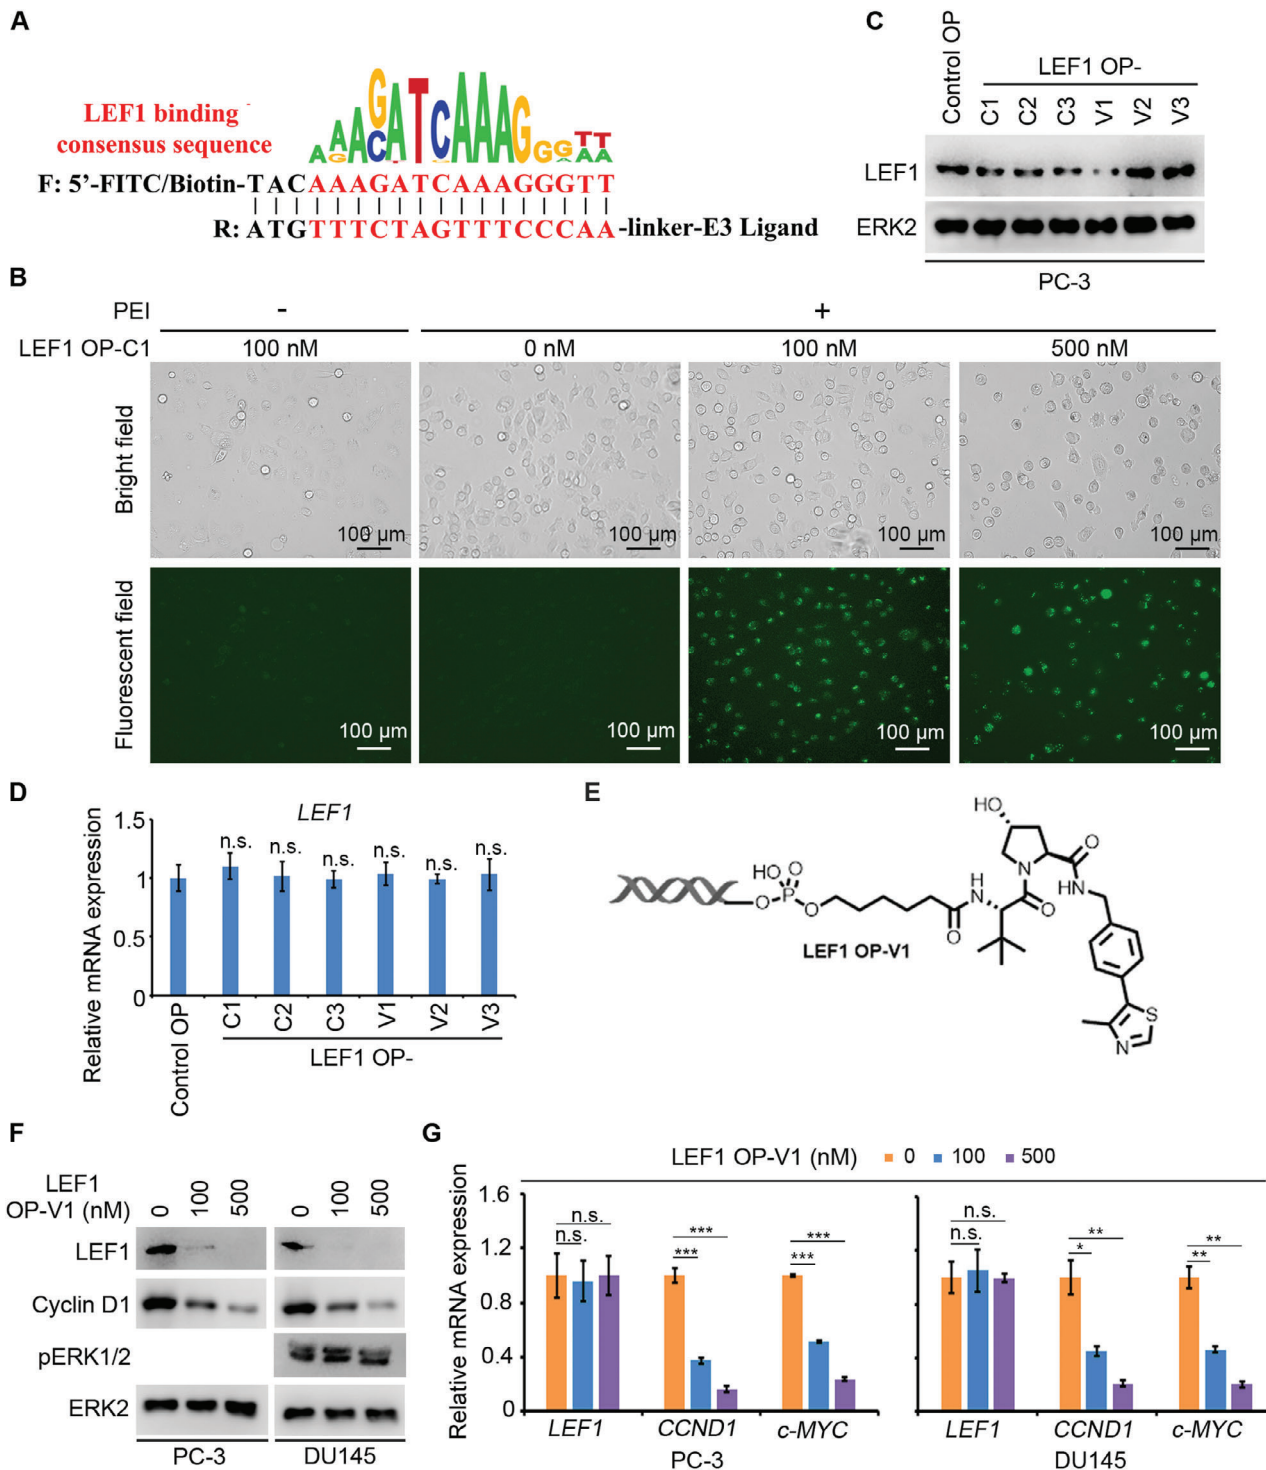 A
LEF1 binding
consensus sequence
AAACATCAAAGGGTT
GGG AA
F: 5'-FITC/Biotin-TACAAAGATCAAAGGGTT
R: ATGTTTCTAGTTTCCCAA-linker-E3 Ligand
C
Control OP
LEF1 OP-
C1 C2 C3 V1 V2 V3
LEF1
ERK2
PC-3
B
PEI - +
LEF1 OP-C1 100 nM 0 nM 100 nM 500 nM
Bright field
100 µm 100 µm 100 µm 100 µm
Fluorescent field
100 µm 100 µm 100 µm 100 µm
D
LEF1
Relative mRNA expression
1.5
1
0.5
0
n.s. n.s. n.s. n.s. n.s. n.s.
Control OP C1 C2 C3 V1 V2 V3
LEF1 OP-
E
HO
HO O
O P O
O
H
N
O
N
O
O
NH
S
N
LEF1 OP-V1
F
LEF1
OP-V1 (nM) 0 100 500 0 100 500
LEF1
Cyclin D1
pERK1/2
ERK2
PC-3 DU145
G
LEF1 OP-V1 (nM) 0 100 500
Relative mRNA expression
1.6
1.2
0.8
0.4
0
n.s. n.s. *** *** *** ***
n.s. n.s. ** * ** **
LEF1 CCND1 c-MYC LEF1 CCND1 c-MYC
PC-3 DU145